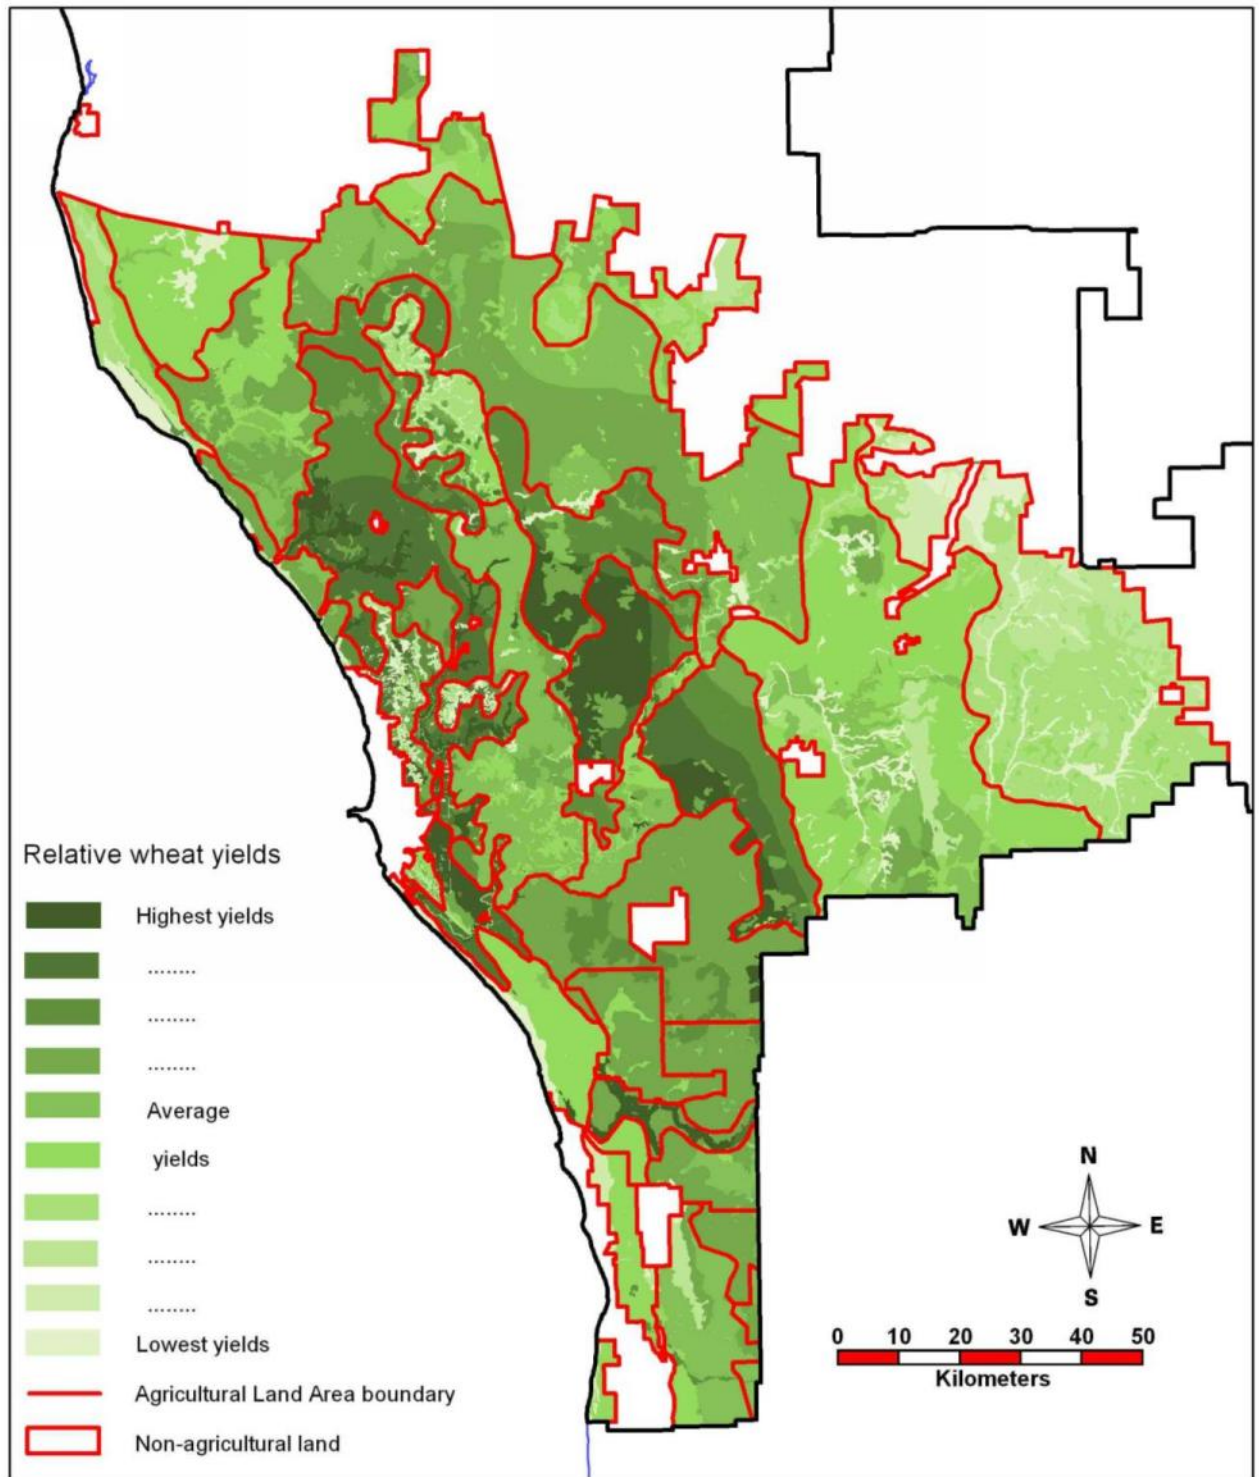 Relative wheat yields
Highest yields
........
........
........
Average
yields
........
........
........
Lowest yields
Agricultural Land Area boundary
Non-agricultural land
N
W E
S
0 10 20 30 40 50
Kilometers